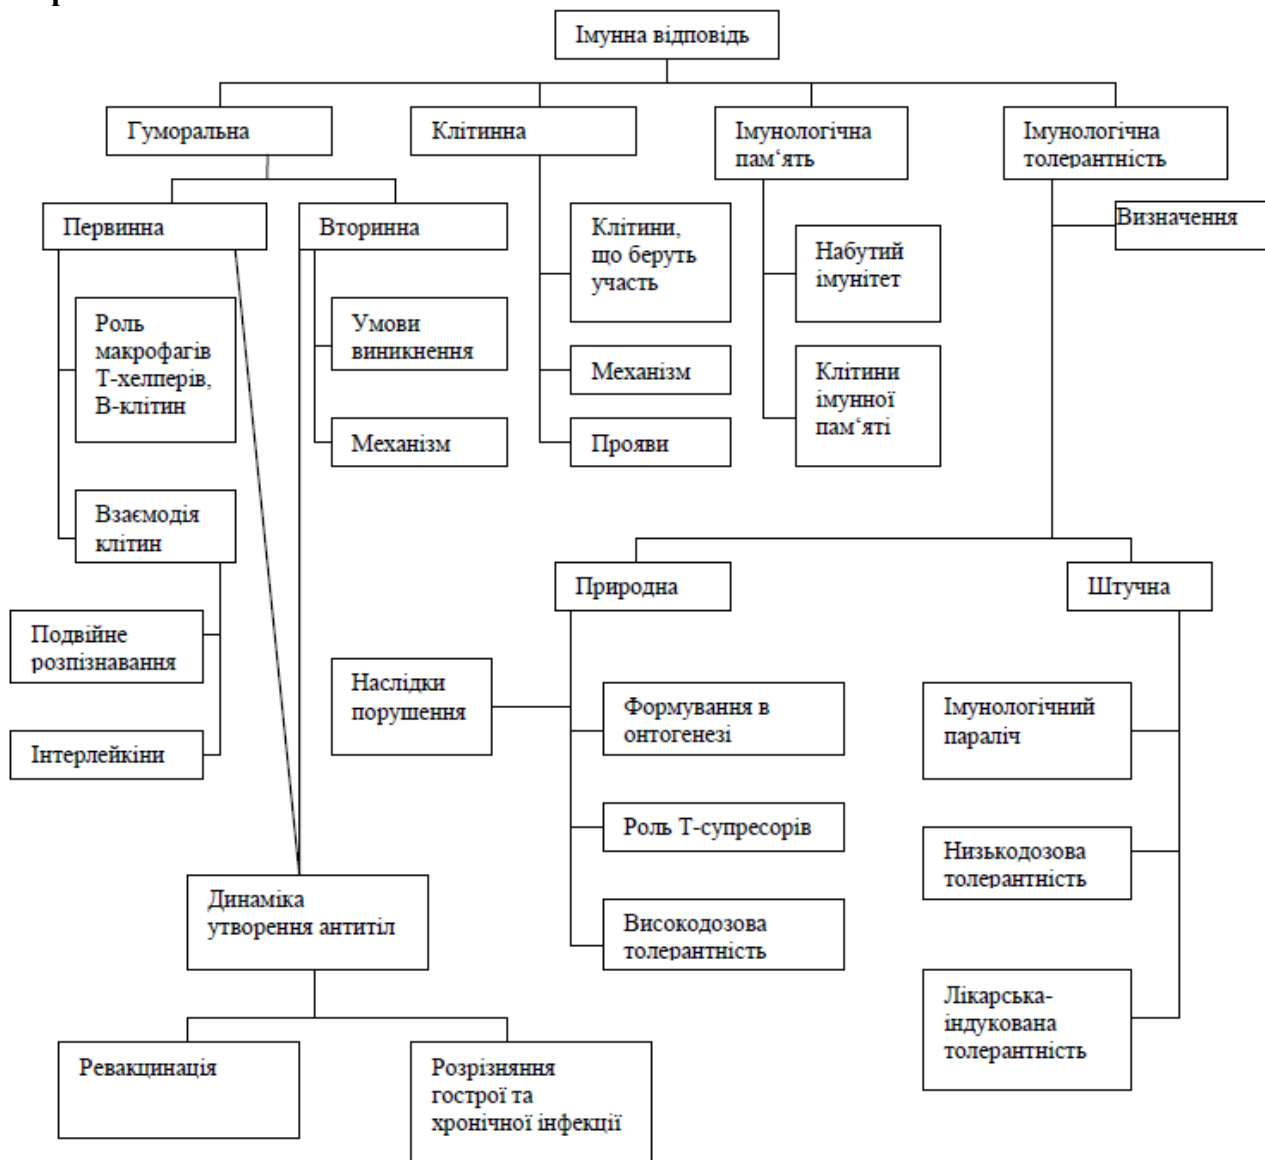 Імунна відповідь
Гуморальна
Клітинна
Імунологічна
пам‘ять
Імунологічна
толерантність
Первинна
Вторинна
Клітини,
що беруть
участь
Набутий
імунітет
Визначення
Роль
макрофагів
Т-хелперів,
В-клітин
Умови
виникнення
Механізм
Клітини
імунної
пам‘яті
Механізм
Прояви
Взаємодія
клітин
Природна
Штучна
Подвійне
розпізнавання
Наслідки
порушення
Формування в
онтогенезі
Імунологічний
параліч
Інтерлейкіни
Роль Т-супресорів
Низькодозова
толерантність
Динаміка
утворення антитіл
Високодозова
толерантність
Лікарська-
індукована
толерантність
Ревакцинація
Розрізняння
гострої та
хронічної інфекції